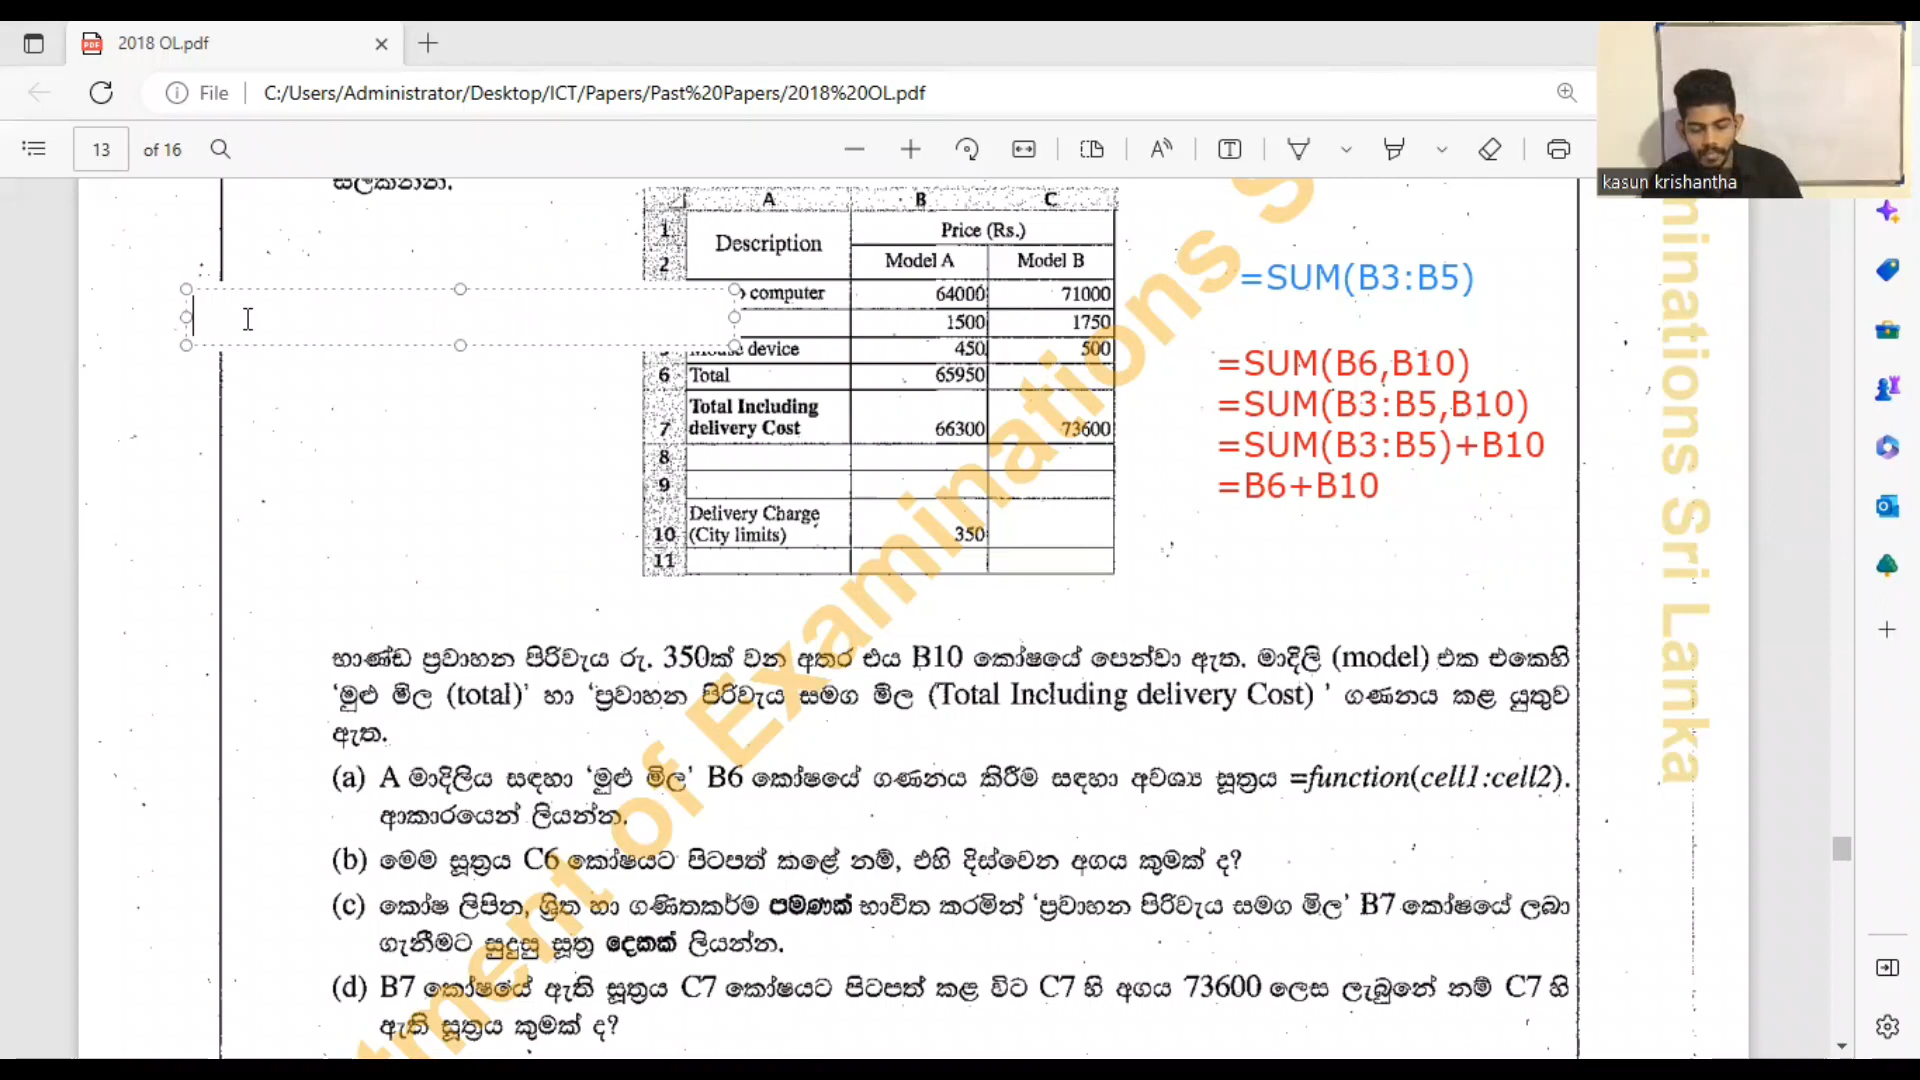 2018 OL.pdf
File
C:/Users/Administrator/Desktop/ICT/Papers/Past%20Papers/2018%20OL.pdf
13 of 16
kasun krishantha
සලකන්න.
A B C
1 Description Price (Rs.)
2 Model A Model B
computer 64000 71000
1500 1750
device 450 500
6 Total 65950
Total Including
7 delivery Cost 66300 73600
8
9
Delivery Charge
10 (City limits) 350
11
=SUM(B3:B5)
=SUM(B6,B10)
=SUM(B3:B5,B10)
=SUM(B3:B5)+B10
=B6+B10
භාණ්ඩ ප්‍රවාහන පිරිවැය රු. 350ක් වන අතර එය B10 කෝෂයේ පෙන්වා ඇත. මාදිලි (model) එක එකෙහි
'මුළු මිල (total)' හා 'ප්‍රවාහන පිරිවැය සමග මිල (Total Including delivery Cost) ' ගණනය කළ යුතුව
ඇත.
(a) A මාදිලිය සඳහා 'මුළු මිල' B6 කෝෂයේ ගණනය කිරීම සඳහා අවශ්‍ය සූත්‍රය =function(cell1:cell2).
ආකාරයෙන් ලියන්න.
(b) මෙම සූත්‍රය C6 කෝෂයට පිටපත් කළේ නම්, එහි දිස්වෙන අගය කුමක් ද?
(c) කෝෂ ලිපින, ශ්‍රිත හා ගණිතකර්ම පමණක් භාවිත කරමින් 'ප්‍රවාහන පිරිවැය සමග මිල' B7 කෝෂයේ ලබා
ගැනීමට සුදුසු සූත්‍ර දෙකක් ලියන්න.
(d) B7 කෝෂයේ ඇති සූත්‍රය C7 කෝෂයට පිටපත් කළ විට C7 හි අගය 73600 ලෙස ලැබුනේ නම් C7 හි
ඇති සූත්‍රය කුමක් ද?
tment of Examinations S
minations Sri Lanka